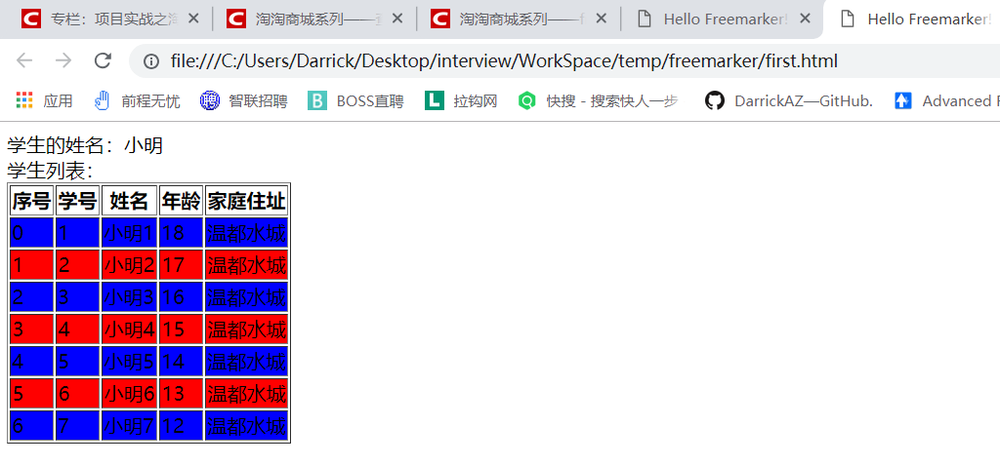 专栏：项目实战之淘
淘淘商城系列——
淘淘商城系列——
Hello Freemarker!
Hello Freemarker!
file:///C:/Users/Darrick/Desktop/interview/WorkSpace/temp/freemarker/first.html
应用 前程无忧 智联招聘 BOSS直聘 拉钩网 快搜 - 搜索快人一步 DarrickAZ—GitHub. Advanced
学生的姓名：小明
学生列表：
序号 学号 姓名 年龄 家庭住址
0 1 小明1 18 温都水城
1 2 小明2 17 温都水城
2 3 小明3 16 温都水城
3 4 小明4 15 温都水城
4 5 小明5 14 温都水城
5 6 小明6 13 温都水城
6 7 小明7 12 温都水城